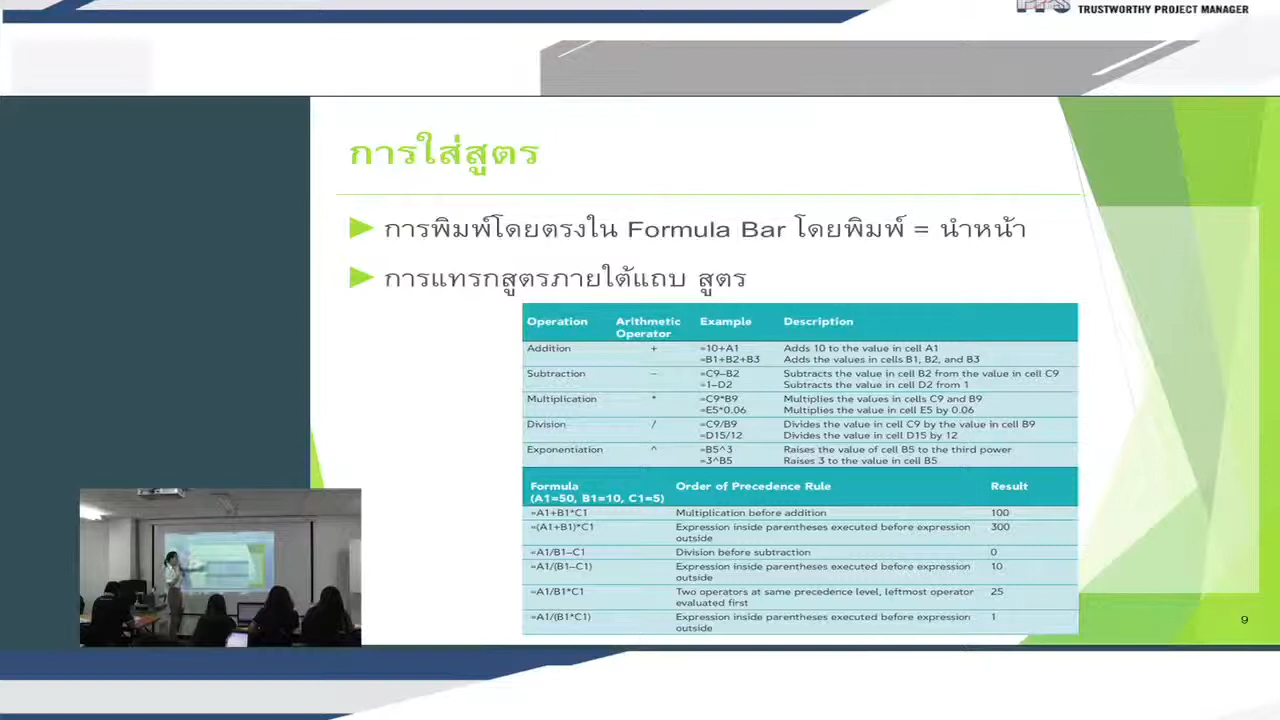 TRUSTWORTHY PROJECT MANAGER
การใส่สูตร
การพิมพ์โดยตรงใน Formula Bar โดยพิมพ์ = นำหน้า
การแทรกสูตรภายใต้แถบ สูตร
Operation Arithmetic Operator Example Description
Addition + =10+A1 Adds 10 to the value in cell A1
=B1+B2+B3 Adds the values in cells B1, B2, and B3
Subtraction – =C9–B2 Subtracts the value in cell B2 from the value in cell C9
=1–D2 Subtracts the value in cell D2 from 1
Multiplication * =C9*B9 Multiplies the values in cells C9 and B9
=E5*0.06 Multiplies the value in cell E5 by 0.06
Division / =C9/B9 Divides the value in cell C9 by the value in cell B9
=D15/12 Divides the value in cell D15 by 12
Exponentiation ^ =B5^3 Raises the value of cell B5 to the third power
=3^B5 Raises 3 to the value in cell B5
Formula Order of Precedence Rule Result
(A1=50, B1=10, C1=5)
=A1+B1*C1 Multiplication before addition 100
=(A1+B1)*C1 Expression inside parentheses executed before expression 300
outside
=A1/B1–C1 Division before subtraction 0
=A1/(B1–C1) Expression inside parentheses executed before expression 10
outside
=A1/B1*C1 Two operators at same precedence level, leftmost operator 25
evaluated first
=A1/(B1*C1) Expression inside parentheses executed before expression 1
outside
9